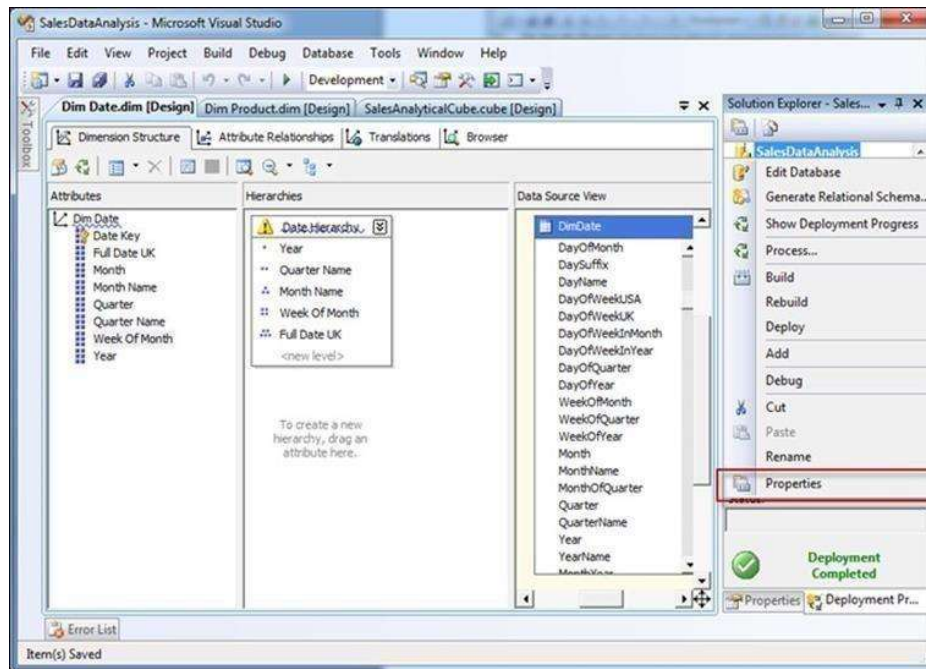 SalesDataAnalysis - Microsoft Visual Studio
File Edit View Project Build Debug Database Tools Window Help
Development
Toolbox
Dim Date.dim [Design] Dim Product.dim [Design] SalesAnalyticalCube.cube [Design]
Dimension Structure Attribute Relationships Translations Browser
Attributes
Dim Date
Date Key
Full Date UK
Month
Month Name
Quarter
Quarter Name
Week Of Month
Year
Hierarchies
Date Hierarchy
Year
Quarter Name
Month Name
Week Of Month
Full Date UK
<new level>
To create a new
hierarchy, drag an
attribute here.
Data Source View
DimDate
DayOfMonth
DaySuffix
DayName
DayOfWeekUSA
DayOfWeekUK
DayOfWeekInMonth
DayOfWeekInYear
DayOfQuarter
DayOfYear
WeekOfMonth
WeekOfQuarter
WeekOfYear
Month
MonthName
MonthOfQuarter
Quarter
QuarterName
Year
YearName
MonthYear
Solution Explorer - Sales...
SalesDataAnalysis
Edit Database
Generate Relational Schema..
Show Deployment Progress
Process...
Build
Rebuild
Deploy
Add
Debug
Cut
Paste
Rename
Properties
Status:
Deployment
Completed
Properties Deployment Pr...
Error List
Item(s) Saved